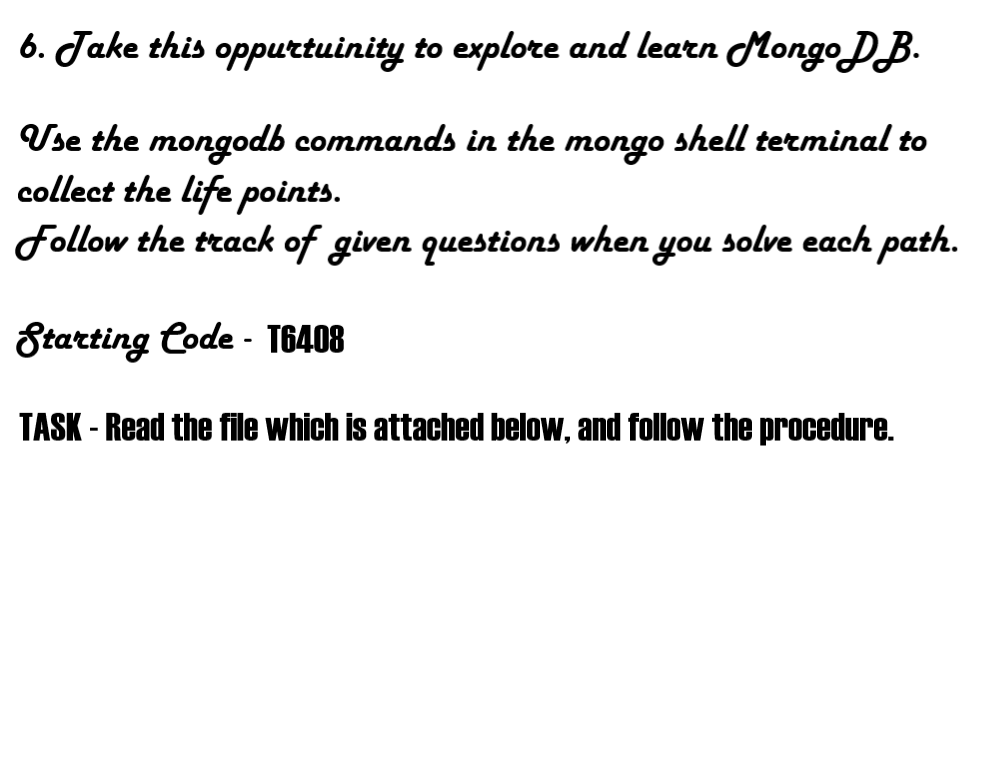 6. Take this oppurtuinity to explore and learn MongoDB.
Use the mongodb commands in the mongo shell terminal to
collect the life points.
Follow the track of given questions when you solve each path.
Starting Code - T6408
TASK - Read the file which is attached below, and follow the procedure.